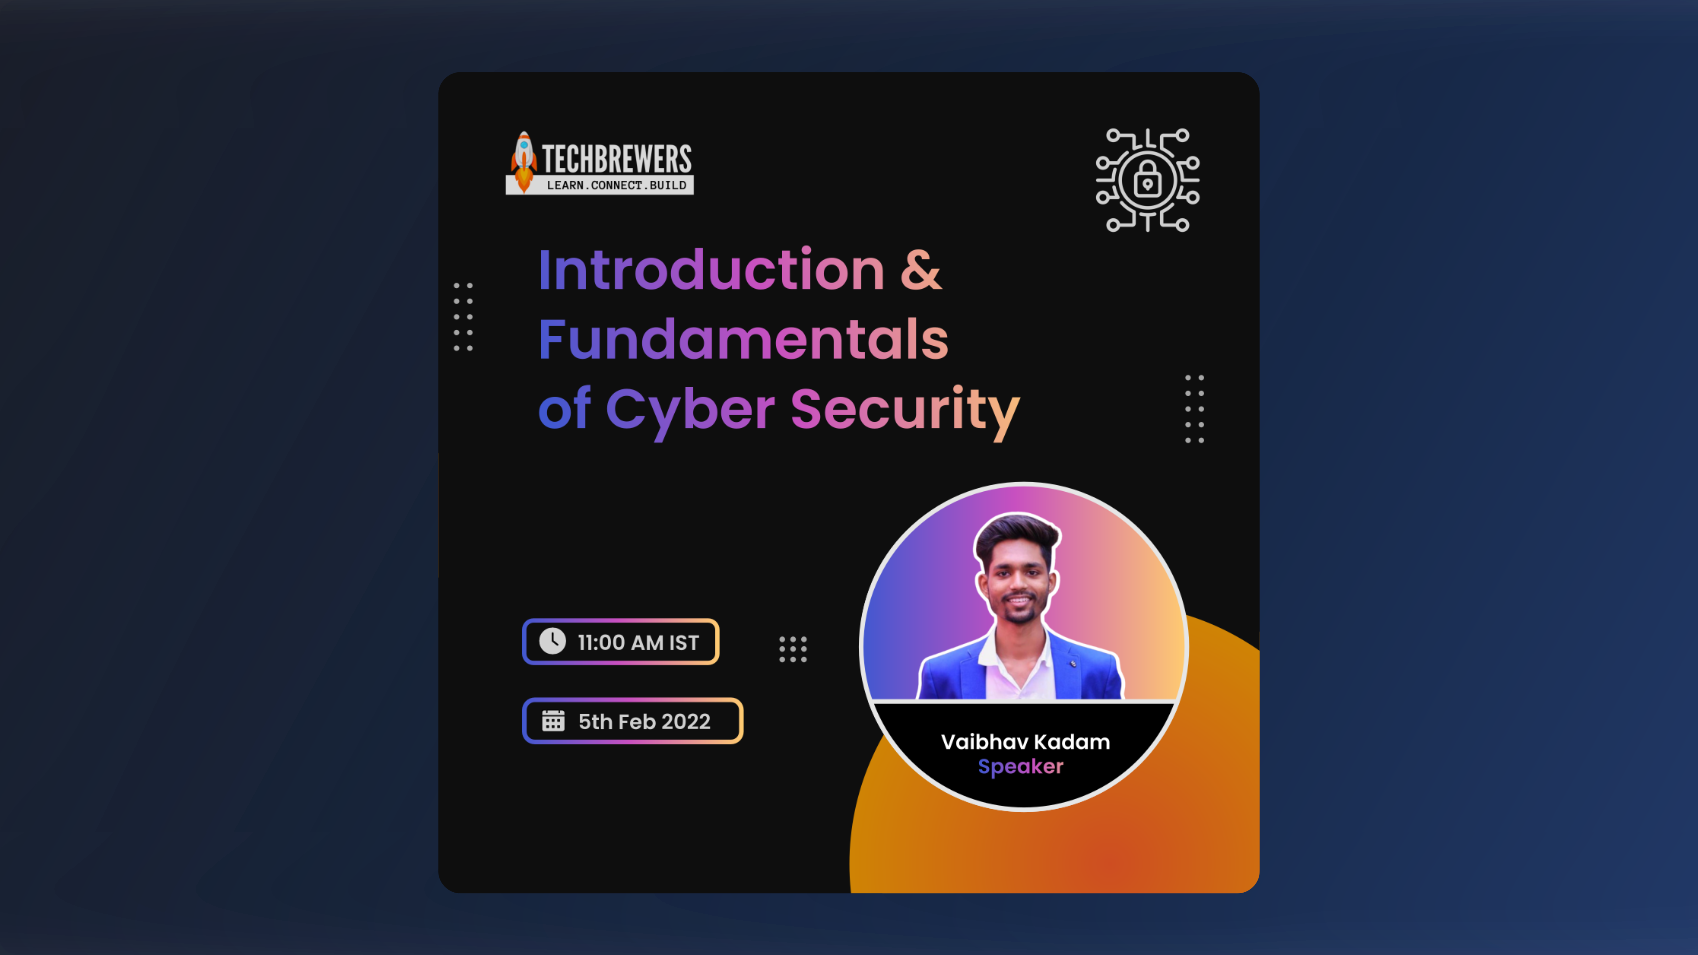 TECHBREWERS
LEARN.CONNECT.BUILD
Introduction &
Fundamentals
of Cyber Security
11:00 AM IST
5th Feb 2022
Vaibhav Kadam
Speaker